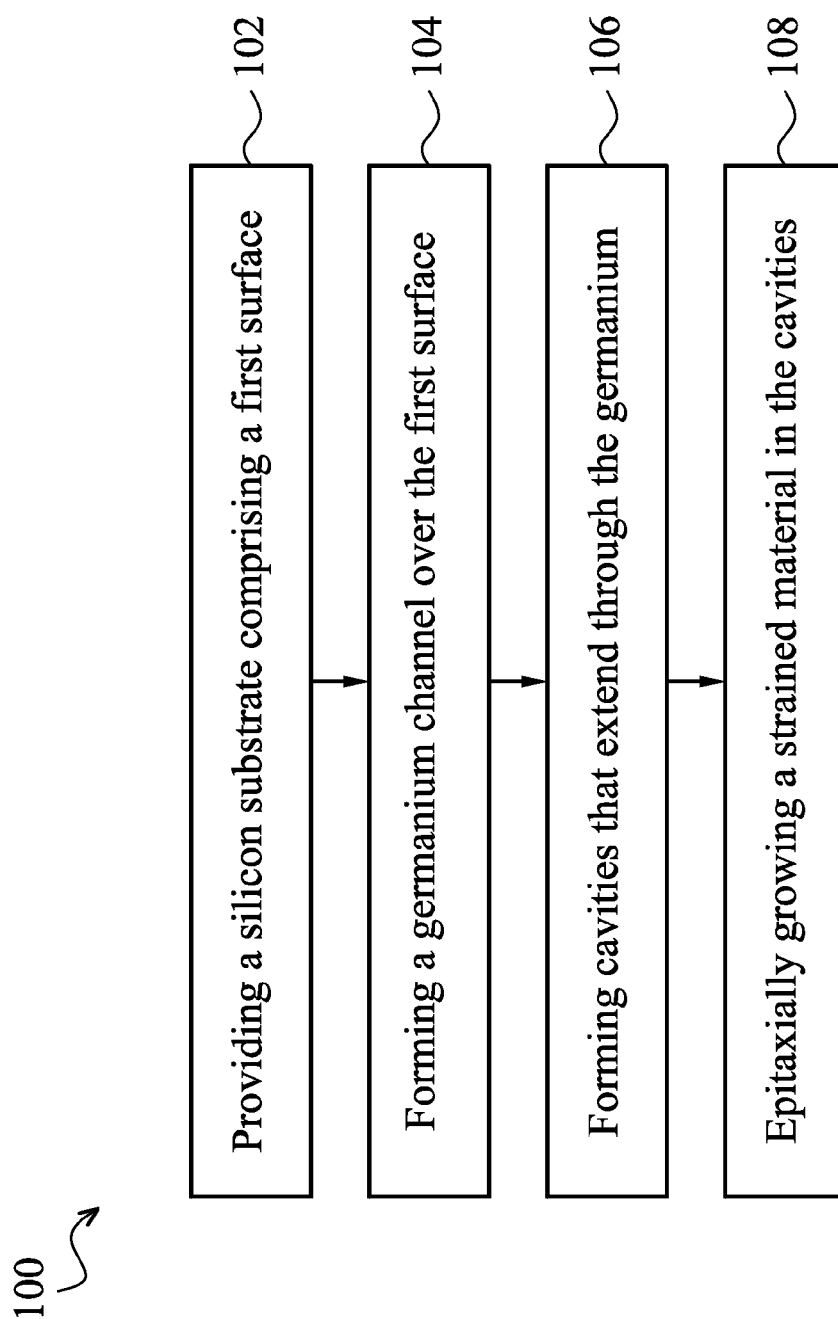 100
Providing a silicon substrate comprising a first surface
102
Forming a germanium channel over the first surface
104
Forming cavities that extend through the germanium
106
Epitaxially growing a strained material in the cavities
108